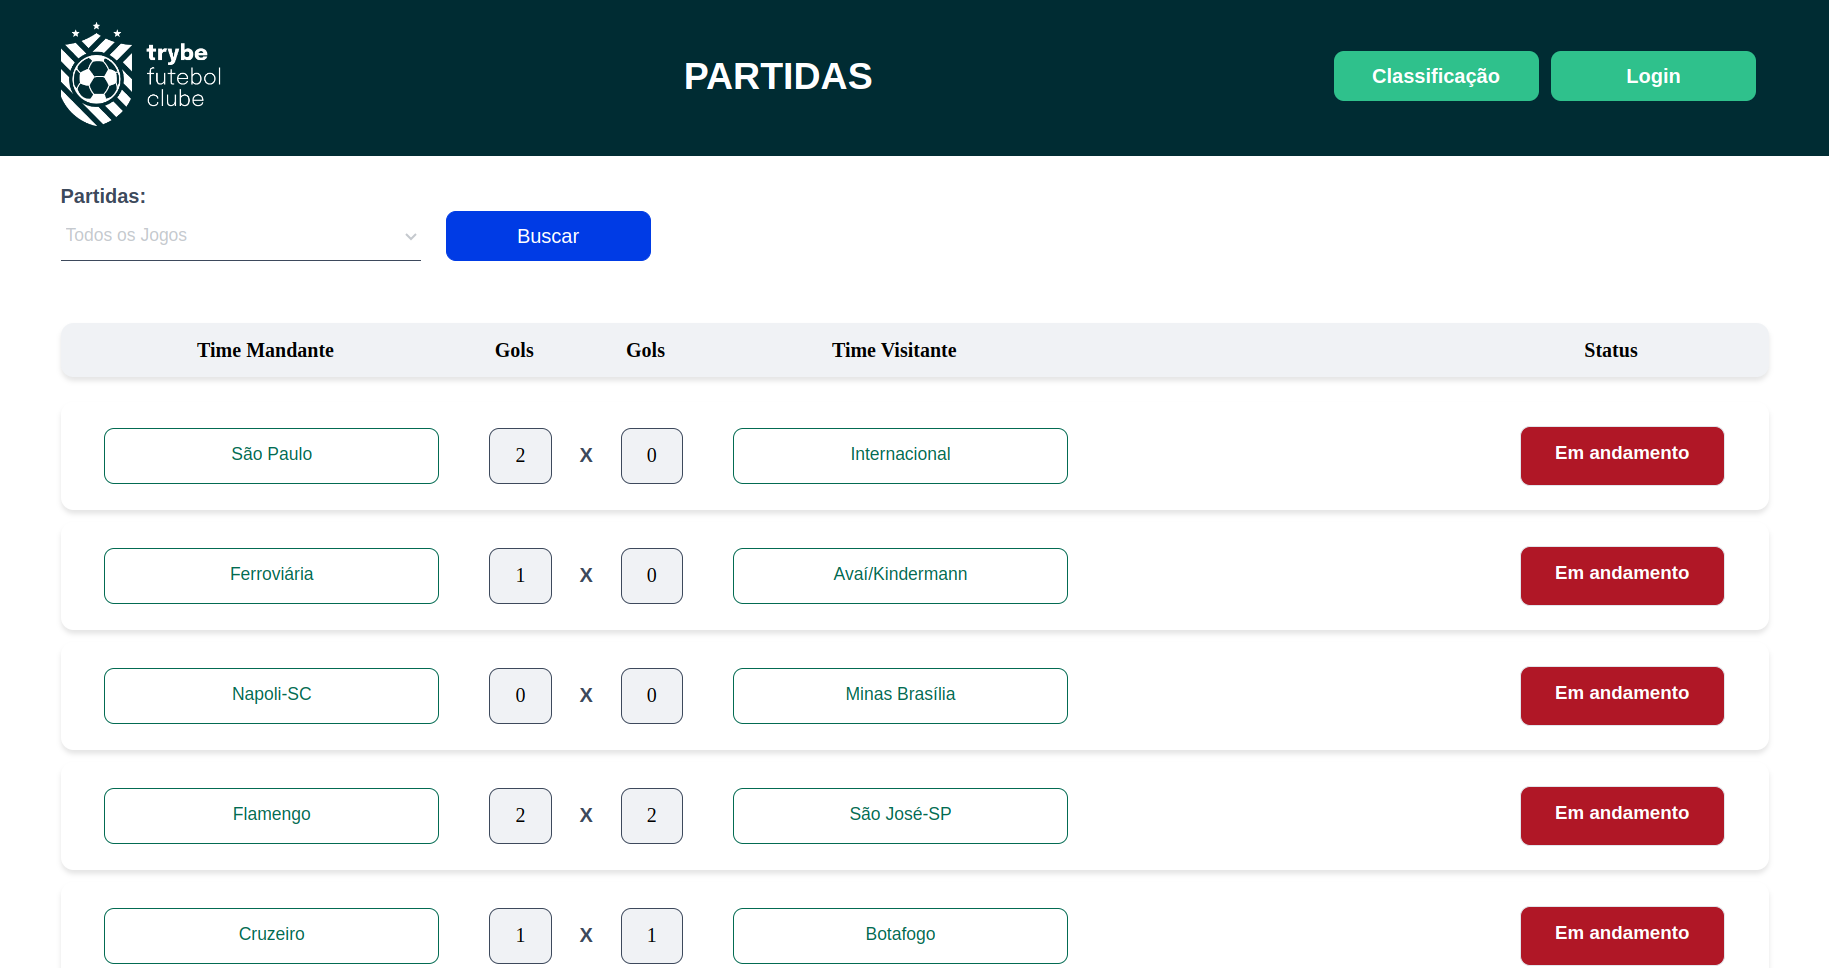 trybe
futebol
clube
PARTIDAS
Classificação
Login
Partidas:
Todos os Jogos
Buscar
Time Mandante Gols Gols Time Visitante Status
São Paulo 2 X 0 Internacional Em andamento
Ferroviária 1 X 0 Avaí/Kindermann Em andamento
Napoli-SC 0 X 0 Minas Brasília Em andamento
Flamengo 2 X 2 São José-SP Em andamento
Cruzeiro 1 X 1 Botafogo Em andamento